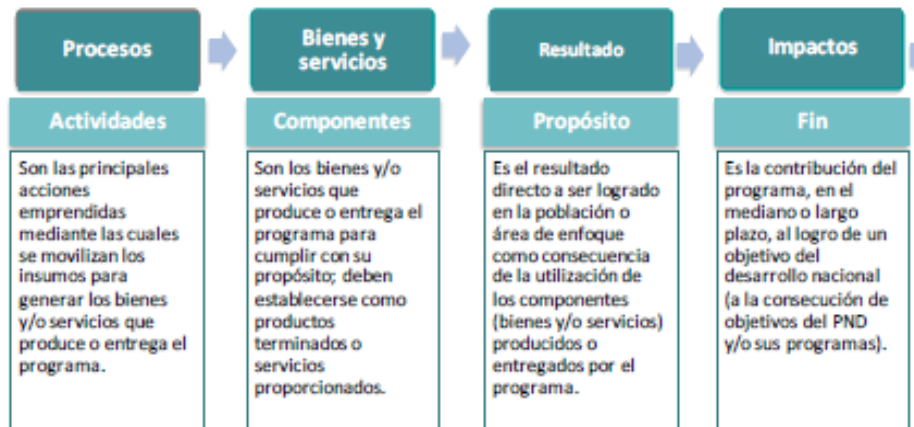 Procesos
Bienes y
servicios
Resultado
Impactos
Actividades
Componentes
Propósito
Fin
Son las principales
acciones
emprendidas
mediante las cuales
se movilizan los
insumos para
generar los bienes
y/o servicios que
produce o entrega el
programa.
Son los bienes y/o
servicios que
produce o entrega el
programa para
cumplir con su
propósito; deben
establecerse como
productos
terminados o
servicios
proporcionados.
Es el resultado
directo a ser logrado
en la población o
área de enfoque
como consecuencia
de la utilización de
los componentes
(bienes y/o servicios)
producidos o
entregados por el
programa.
Es la contribución del
programa, en el
mediano o largo
plazo, al logro de un
objetivo del
desarrollo nacional
(a la consecución de
objetivos del PND
y/o sus programas).